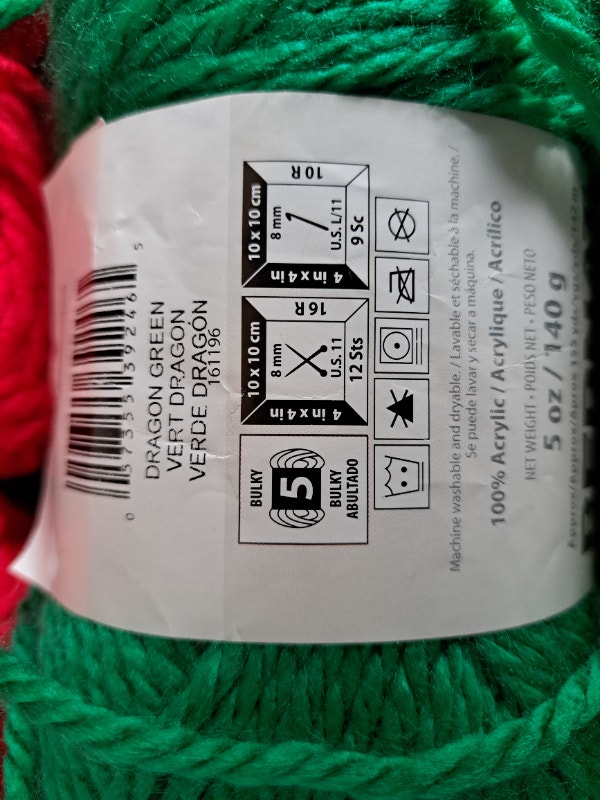 0 57355 39246 5
DRAGON GREEN
VERT DRAGON
VERDE DRAGÓN
161196
BULKY
5
BULKY
ABULTADO
10 x 10 cm
16 R
8 mm
U.S. 11
12 Sts
4 in x 4 in
10 x 10 cm
10 R
8 mm
U.S. L/11
9 Sc
4 in x 4 in
Machine washable and dryable. / Lavable et séchable à la machine. /
Se puede lavar y secar a máquina.
100% Acrylic / Acrylique / Acrílico
NET WEIGHT • POIDS NET • PESO NETO
5 oz / 140 g